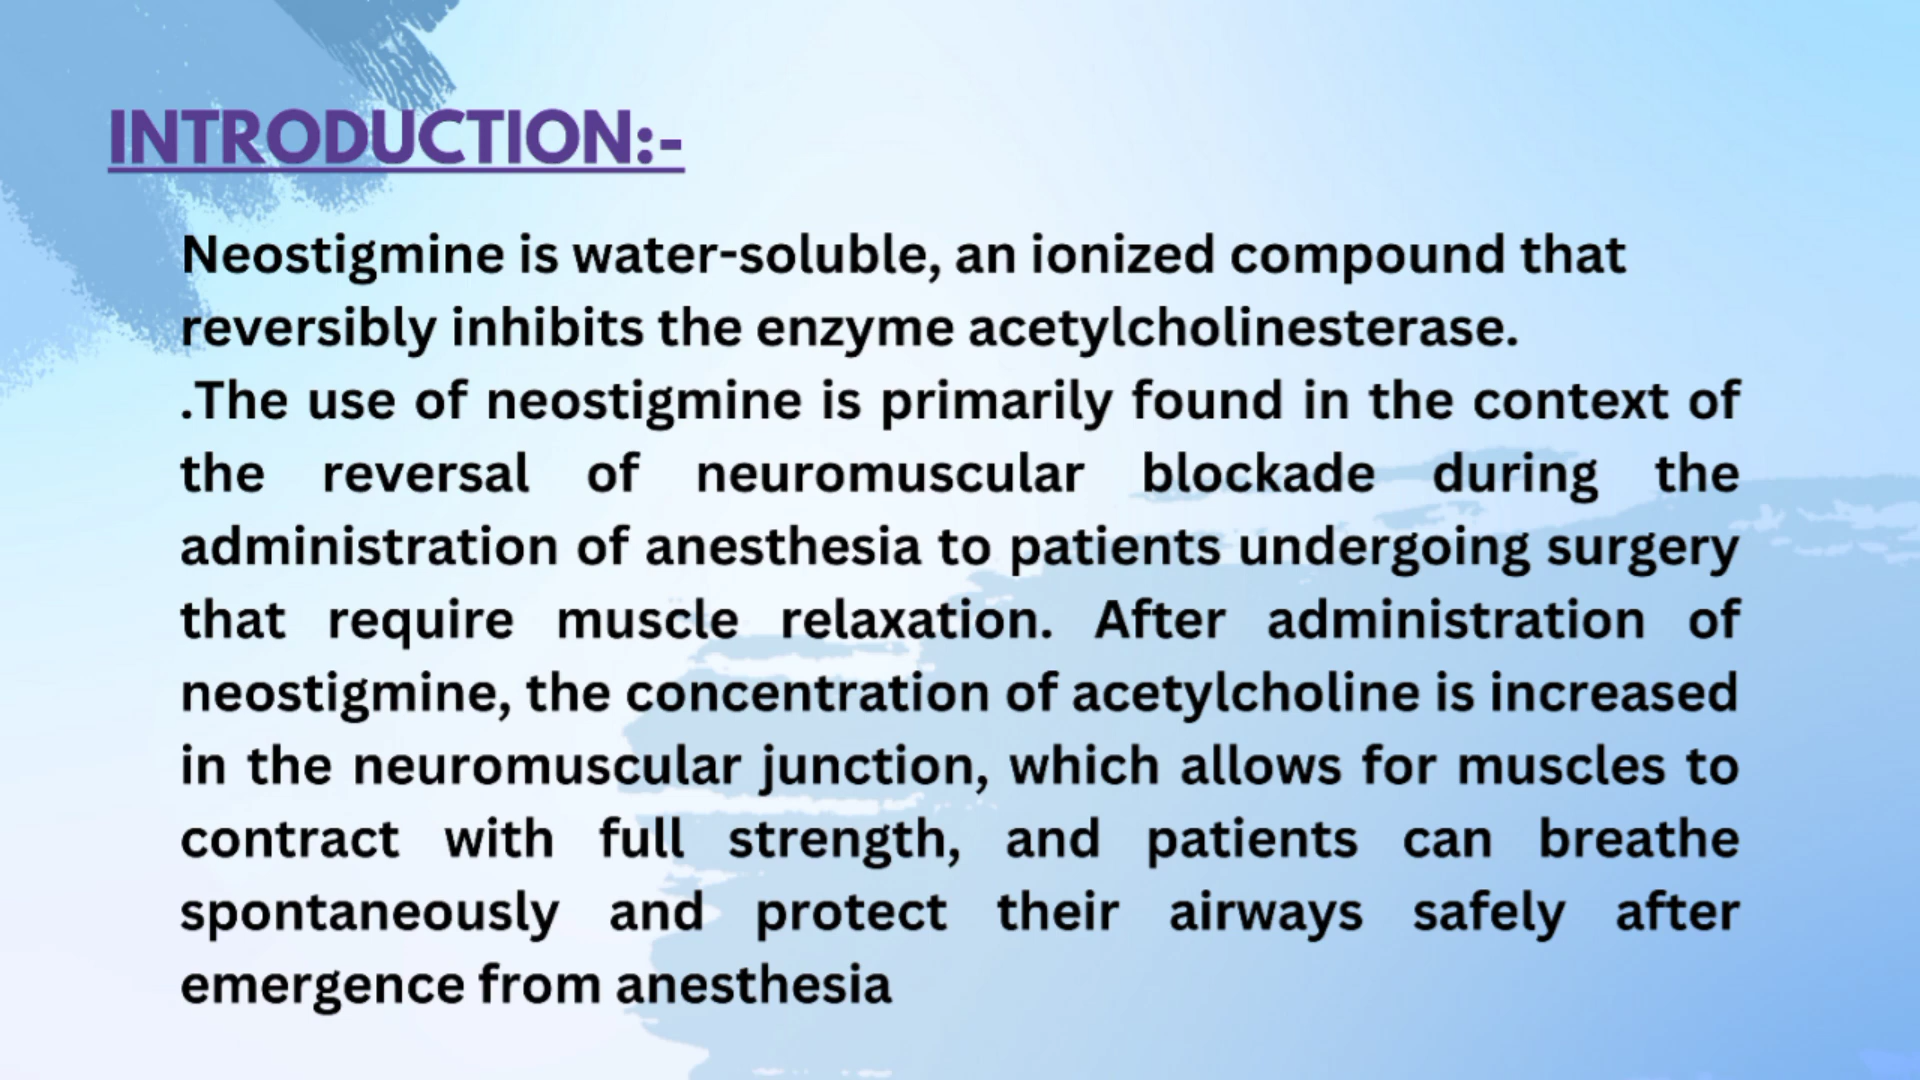 INTRODUCTION:-
Neostigmine is water-soluble, an ionized compound that
reversibly inhibits the enzyme acetylcholinesterase.
.The use of neostigmine is primarily found in the context of
the reversal of neuromuscular blockade during the
administration of anesthesia to patients undergoing surgery
that require muscle relaxation. After administration of
neostigmine, the concentration of acetylcholine is increased
in the neuromuscular junction, which allows for muscles to
contract with full strength, and patients can breathe
spontaneously and protect their airways safely after
emergence from anesthesia